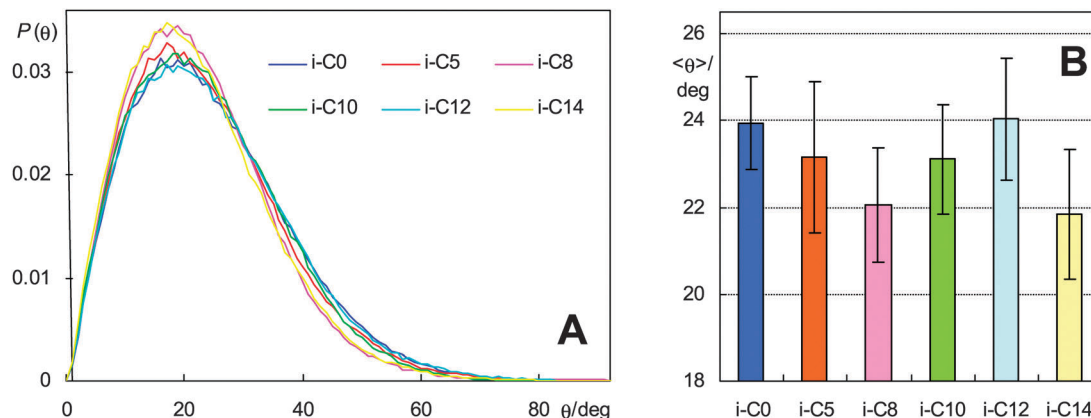 P(θ)
0.03
0.02
0.01
0
i-C0 i-C5 i-C8
i-C10 i-C12 i-C14
A
0 20 40 60 θ/deg 80
26
<θ>/
deg
24
22
20
18
B
i-C0 i-C5 i-C8 i-C10 i-C12 i-C14